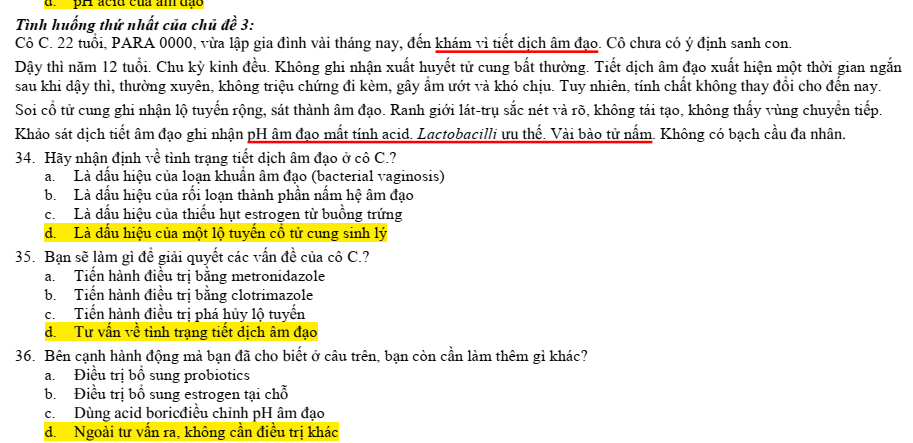 d. pH acid của âm đạo
Tình huống thứ nhất của chủ đề 3:
Cô C. 22 tuổi, PARA 0000, vừa lập gia đình vài tháng nay, đến khám vì tiết dịch âm đạo. Cô chưa có ý định sanh con.
Dậy thì năm 12 tuổi. Chu kỳ kinh đều. Không ghi nhận xuất huyết tử cung bất thường. Tiết dịch âm đạo xuất hiện một thời gian ngắn
sau khi dậy thì, thường xuyên, không triệu chứng đi kèm, gây ẩm ướt và khó chịu. Tuy nhiên, tính chất không thay đổi cho đến nay.
Soi cổ tử cung ghi nhận lộ tuyến rộng, sát thành âm đạo. Ranh giới lát-trụ sắc nét và rõ, không tái tạo, không thấy vùng chuyển tiếp.
Khảo sát dịch tiết âm đạo ghi nhận pH âm đạo mất tính acid. Lactobacilli ưu thế. Vài bào tử nấm. Không có bạch cầu đa nhân.
34. Hãy nhận định về tình trạng tiết dịch âm đạo ở cô C.?
a. Là dấu hiệu của loạn khuẩn âm đạo (bacterial vaginosis)
b. Là dấu hiệu của rối loạn thành phần nấm hệ âm đạo
c. Là dấu hiệu của thiếu hụt estrogen từ buồng trứng
d. Là dấu hiệu của một lộ tuyến cổ tử cung sinh lý
35. Bạn sẽ làm gì để giải quyết các vấn đề của cô C.?
a. Tiến hành điều trị bằng metronidazole
b. Tiến hành điều trị bằng clotrimazole
c. Tiến hành điều trị phá hủy lộ tuyến
d. Tư vấn về tình trạng tiết dịch âm đạo
36. Bên cạnh hành động mà bạn đã cho biết ở câu trên, bạn còn cần làm thêm gì khác?
a. Điều trị bổ sung probiotics
b. Điều trị bổ sung estrogen tại chỗ
c. Dùng acid boricđiều chỉnh pH âm đạo
d. Ngoài tư vấn ra, không cần điều trị khác